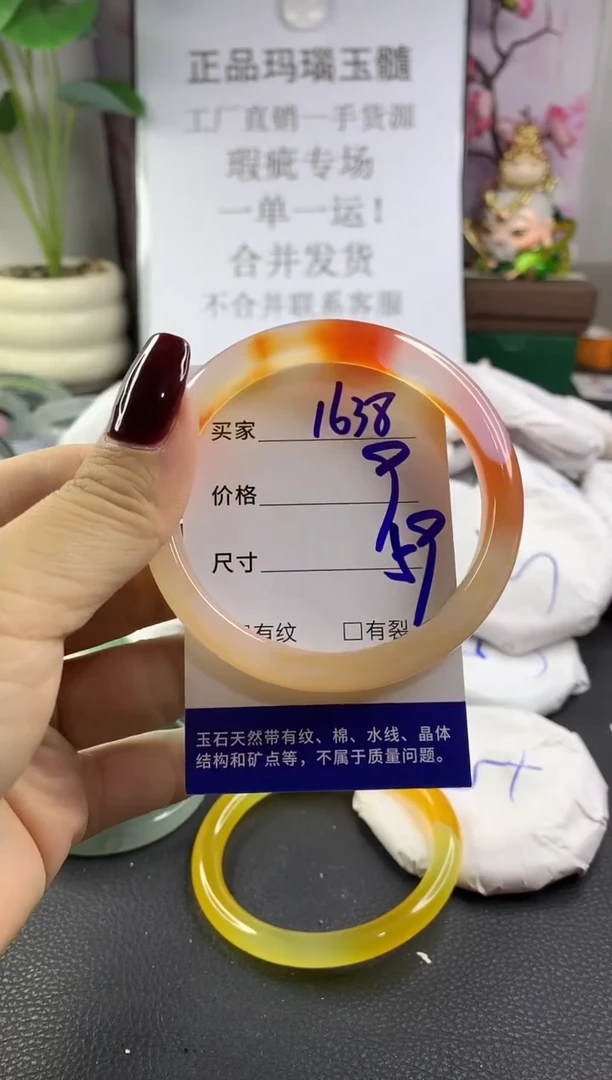 正品玛瑙玉髓
工厂直销一手货源
瑕疵专场
一单一运！
合并发货
不合并联系客服
买家 1638
价格 9
尺寸 59
有纹 □有裂
玉石天然带有纹、棉、水线、晶体
结构和矿点等，不属于质量问题。